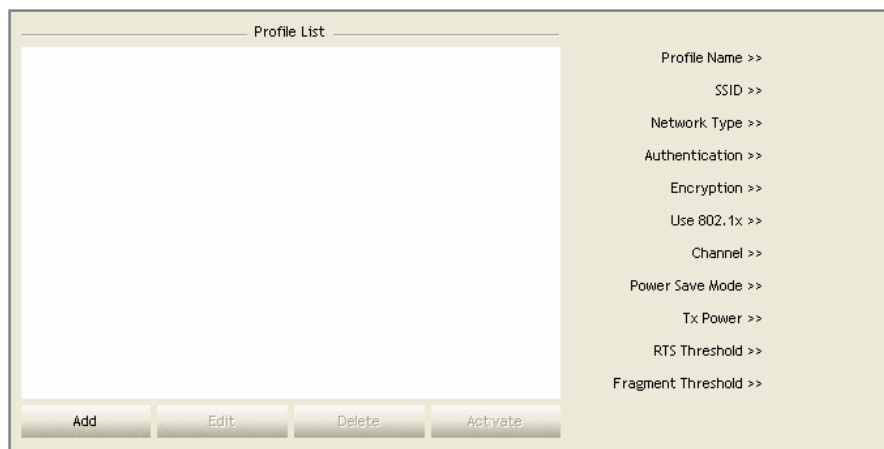 Profile List
Profile Name >>
SSID >>
Network Type >>
Authentication >>
Encryption >>
Use 802.1x >>
Channel >>
Power Save Mode >>
Tx Power >>
RTS Threshold >>
Fragment Threshold >>
Add Edit Delete Activate